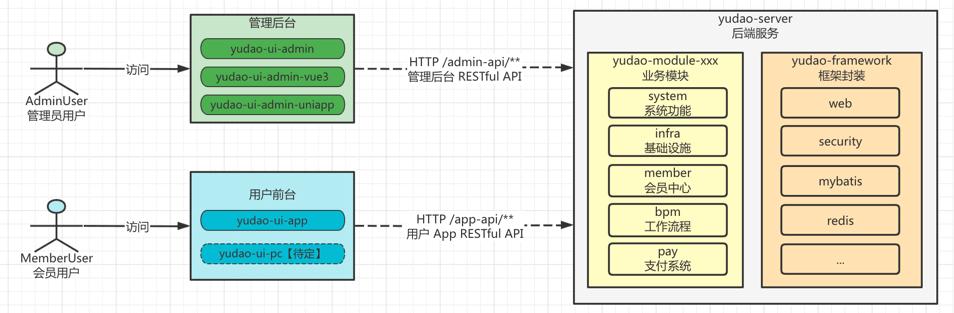 AdminUser
管理员用户
访问
管理后台
yudao-ui-admin
yudao-ui-admin-vue3
yudao-ui-admin-uniapp
HTTP /admin-api/**
管理后台 RESTful API
MemberUser
会员用户
访问
用户前台
yudao-ui-app
yudao-ui-pc【待定】
HTTP /app-api/**
用户 App RESTful API
yudao-server
后端服务
yudao-module-xxx
业务模块
system
系统功能
infra
基础设施
member
会员中心
bpm
工作流程
pay
支付系统
yudao-framework
框架封装
web
security
mybatis
redis
...